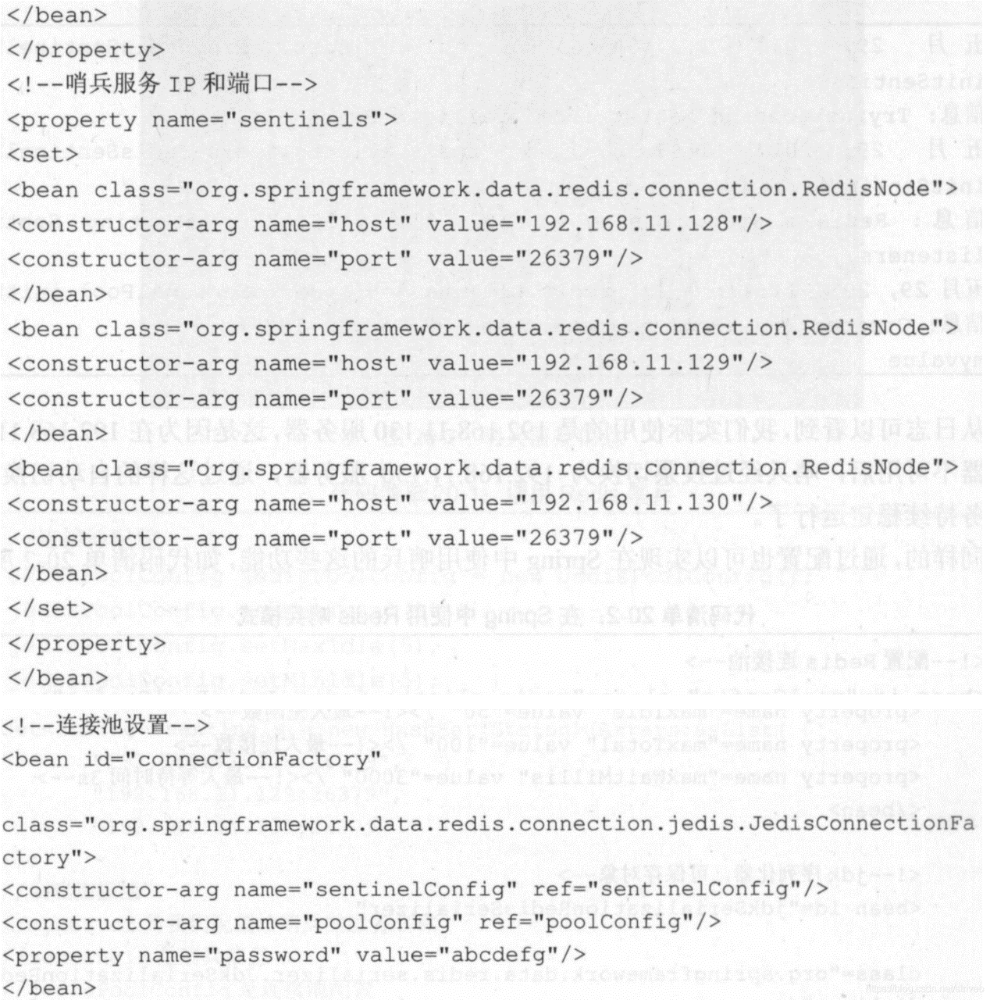 </bean>
</property>
<!--哨兵服务 IP 和端口-->
<property name="sentinels">
<set>
<bean class="org.springframework.data.redis.connection.RedisNode">
<constructor-arg name="host" value="192.168.11.128"/>
<constructor-arg name="port" value="26379"/>
</bean>
<bean class="org.springframework.data.redis.connection.RedisNode">
<constructor-arg name="host" value="192.168.11.129"/>
<constructor-arg name="port" value="26379"/>
</bean>
<bean class="org.springframework.data.redis.connection.RedisNode">
<constructor-arg name="host" value="192.168.11.130"/>
<constructor-arg name="port" value="26379"/>
</bean>
</set>
</property>
</bean>
<!--连接池设置-->
<bean id="connectionFactory"
class="org.springframework.data.redis.connection.jedis.JedisConnectionFa
ctory">
<constructor-arg name="sentinelConfig" ref="sentinelConfig"/>
<constructor-arg name="poolConfig" ref="poolConfig"/>
<property name="password" value="abcdefg"/>
</bean>